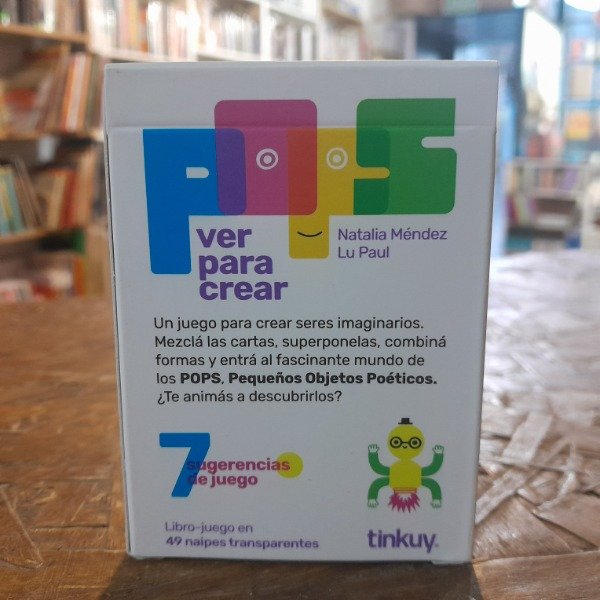 POPS
ver
para
crear
Natalia Méndez
Lu Paul
Un juego para crear seres imaginarios.
Mezclá las cartas, superponelas, combiná
formas y entrá al fascinante mundo de
los POPS, Pequeños Objetos Poéticos.
¿Te animás a descubrirlos?
7
sugerencias
de juego
Libro-juego en
49 naipes transparentes
tinkuy